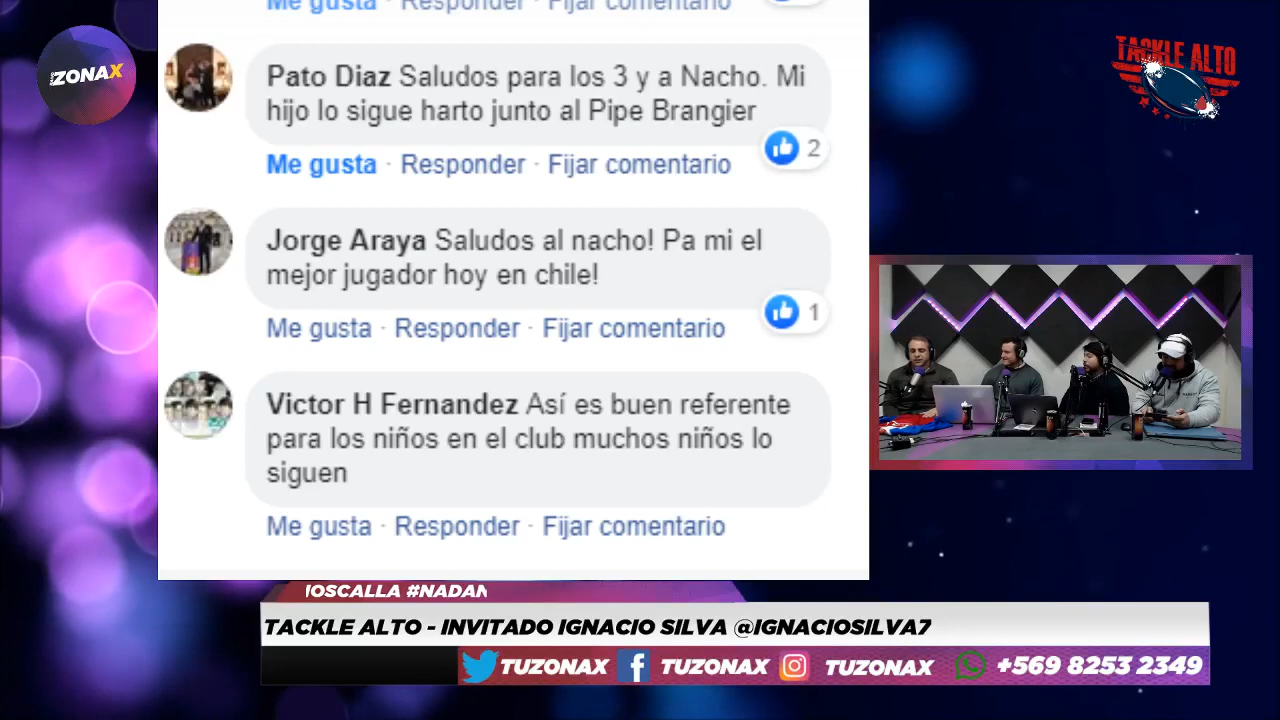 Me gusta · Responder · Fijar comentario
ZONAX
TACKLE ALTO
Pato Diaz Saludos para los 3 y a Nacho. Mi
hijo lo sigue harto junto al Pipe Brangier
Me gusta · Responder · Fijar comentario
2
Jorge Araya Saludos al nacho! Pa mi el
mejor jugador hoy en chile!
Me gusta · Responder · Fijar comentario
1
Victor H Fernandez Así es buen referente
para los niños en el club muchos niños lo
siguen
Me gusta · Responder · Fijar comentario
IOSCALLA #NADAN
TACKLE ALTO - INVITADO IGNACIO SILVA @IGNACIOSILVA7
TUZONAX TUZONAX TUZONAX +569 8253 2349